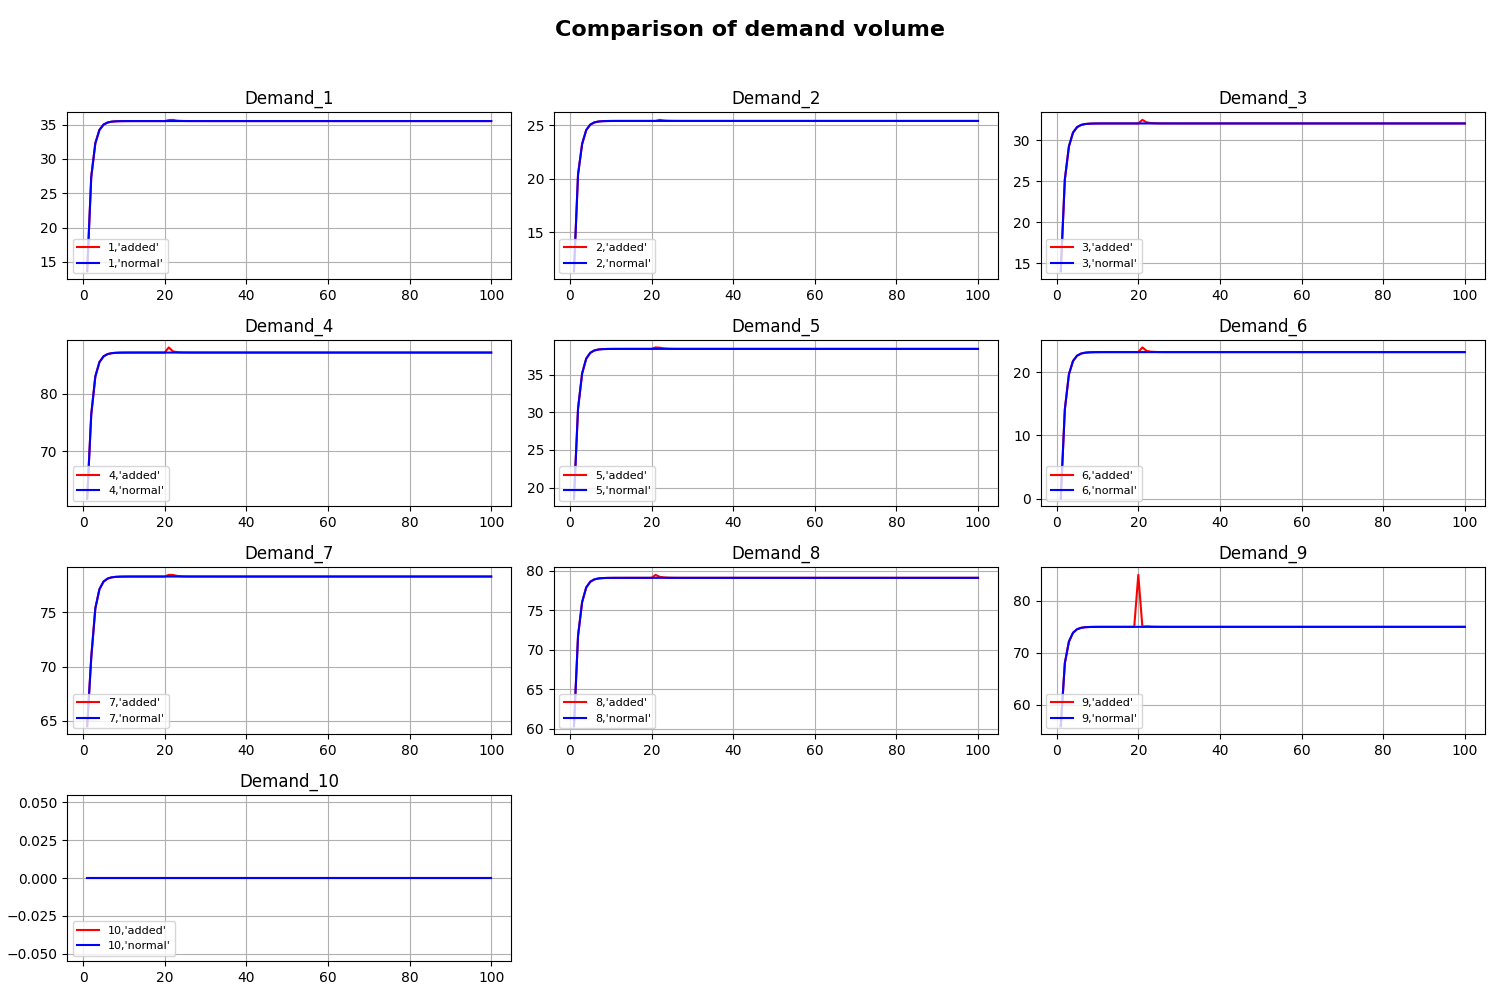 Comparison of demand volume
Demand_1
35
30
25
20
15
1,'added'
1,'normal'
0 20 40 60 80 100
Demand_2
25
20
15
2,'added'
2,'normal'
0 20 40 60 80 100
Demand_3
30
25
20
15
3,'added'
3,'normal'
0 20 40 60 80 100
Demand_4
80
70
4,'added'
4,'normal'
0 20 40 60 80 100
Demand_5
35
30
25
20
5,'added'
5,'normal'
0 20 40 60 80 100
Demand_6
20
10
0
6,'added'
6,'normal'
0 20 40 60 80 100
Demand_7
75
70
65
7,'added'
7,'normal'
0 20 40 60 80 100
Demand_8
80
75
70
65
60
8,'added'
8,'normal'
0 20 40 60 80 100
Demand_9
80
70
60
9,'added'
9,'normal'
0 20 40 60 80 100
Demand_10
0.050
0.025
0.000
−0.025
−0.050
10,'added'
10,'normal'
0 20 40 60 80 100